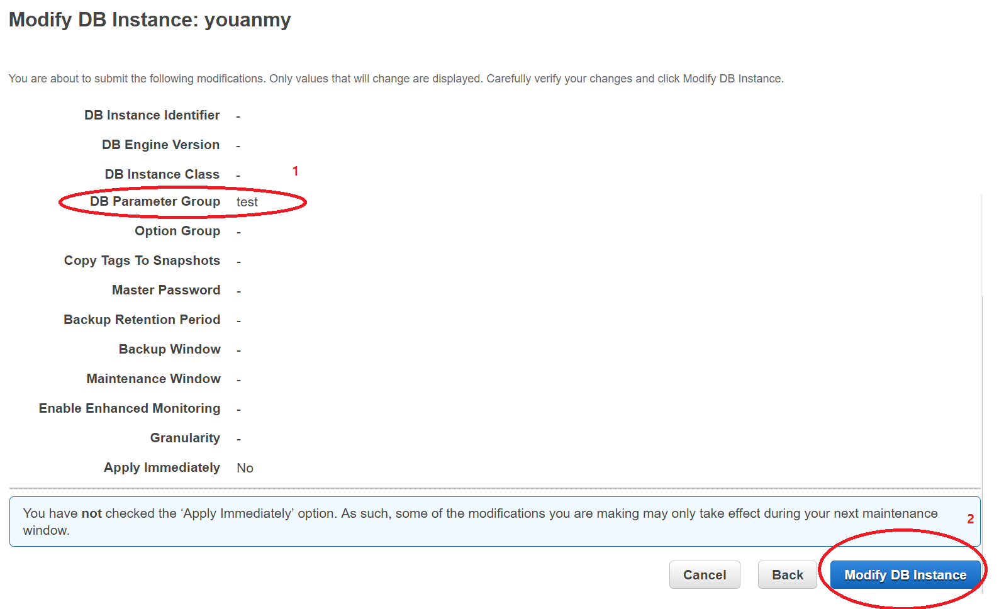 Modify DB Instance: youanmy
You are about to submit the following modifications. Only values that will change are displayed. Carefully verify your changes and click Modify DB Instance.
DB Instance Identifier -
DB Engine Version -
DB Instance Class - 1
DB Parameter Group test
Option Group -
Copy Tags To Snapshots -
Master Password -
Backup Retention Period -
Backup Window -
Maintenance Window -
Enable Enhanced Monitoring -
Granularity -
Apply Immediately No
You have not checked the ‘Apply Immediately’ option. As such, some of the modifications you are making may only take effect during your next maintenance
window.
2
Cancel Back Modify DB Instance